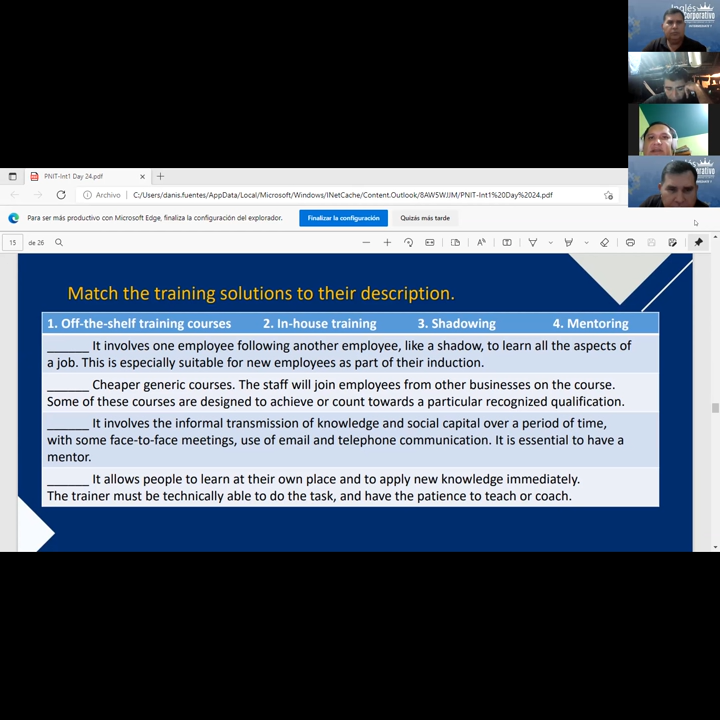 Inglés
corporativo
PNIT-Int1 Day 24.pdf
Archivo
C:/Users/danis.fuentes/AppData/Local/Microsoft/Windows/INetCache/Content.Outlook/8AW5WJJM/PNIT-Int1%20Day%2024.pdf
Para ser más productivo con Microsoft Edge, finaliza la configuración del explorador.
Finalizar la configuración
Quizás más tarde
15
de 26
Match the training solutions to their description.
1. Off-the-shelf training courses 2. In-house training 3. Shadowing 4. Mentoring
______ It involves one employee following another employee, like a shadow, to learn all the aspects of
a job. This is especially suitable for new employees as part of their induction.
______ Cheaper generic courses. The staff will join employees from other businesses on the course.
Some of these courses are designed to achieve or count towards a particular recognized qualification.
______ It involves the informal transmission of knowledge and social capital over a period of time,
with some face-to-face meetings, use of email and telephone communication. It is essential to have a
mentor.
______ It allows people to learn at their own place and to apply new knowledge immediately.
The trainer must be technically able to do the task, and have the patience to teach or coach.